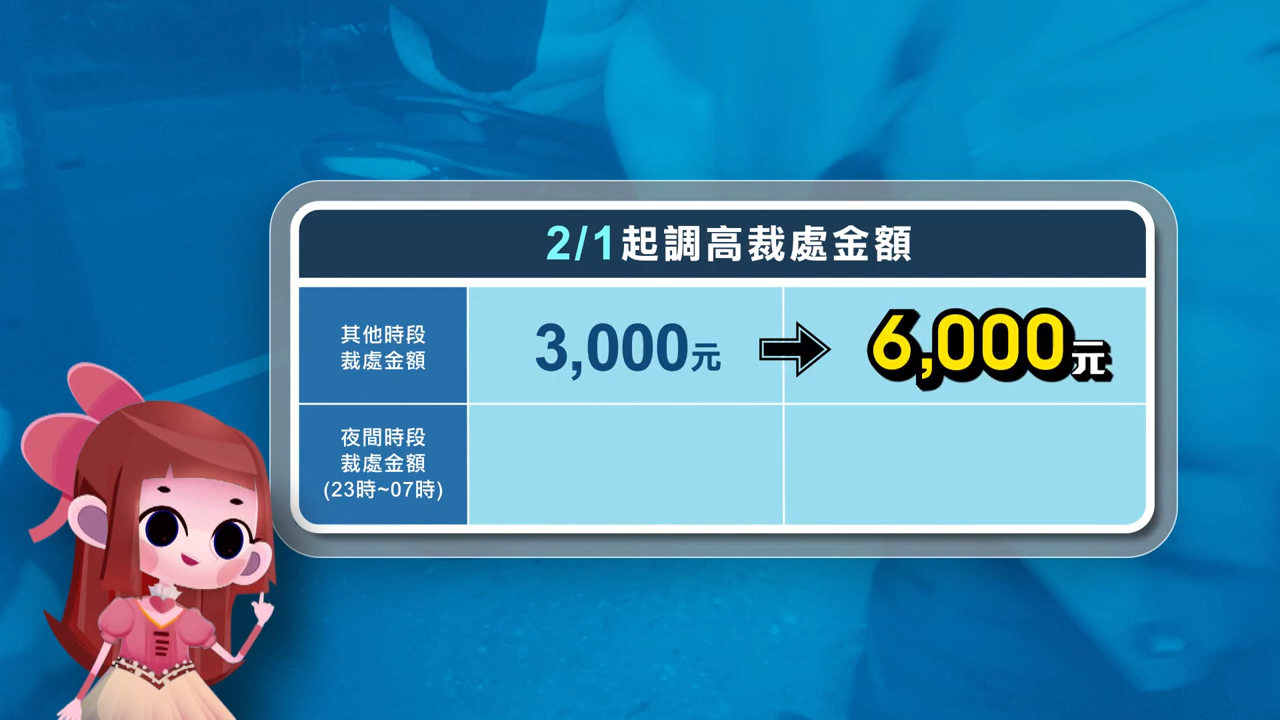 2/1起調高裁處金額
其他時段
裁處金額
3,000元
6,000元
夜間時段
裁處金額
(23時~07時)